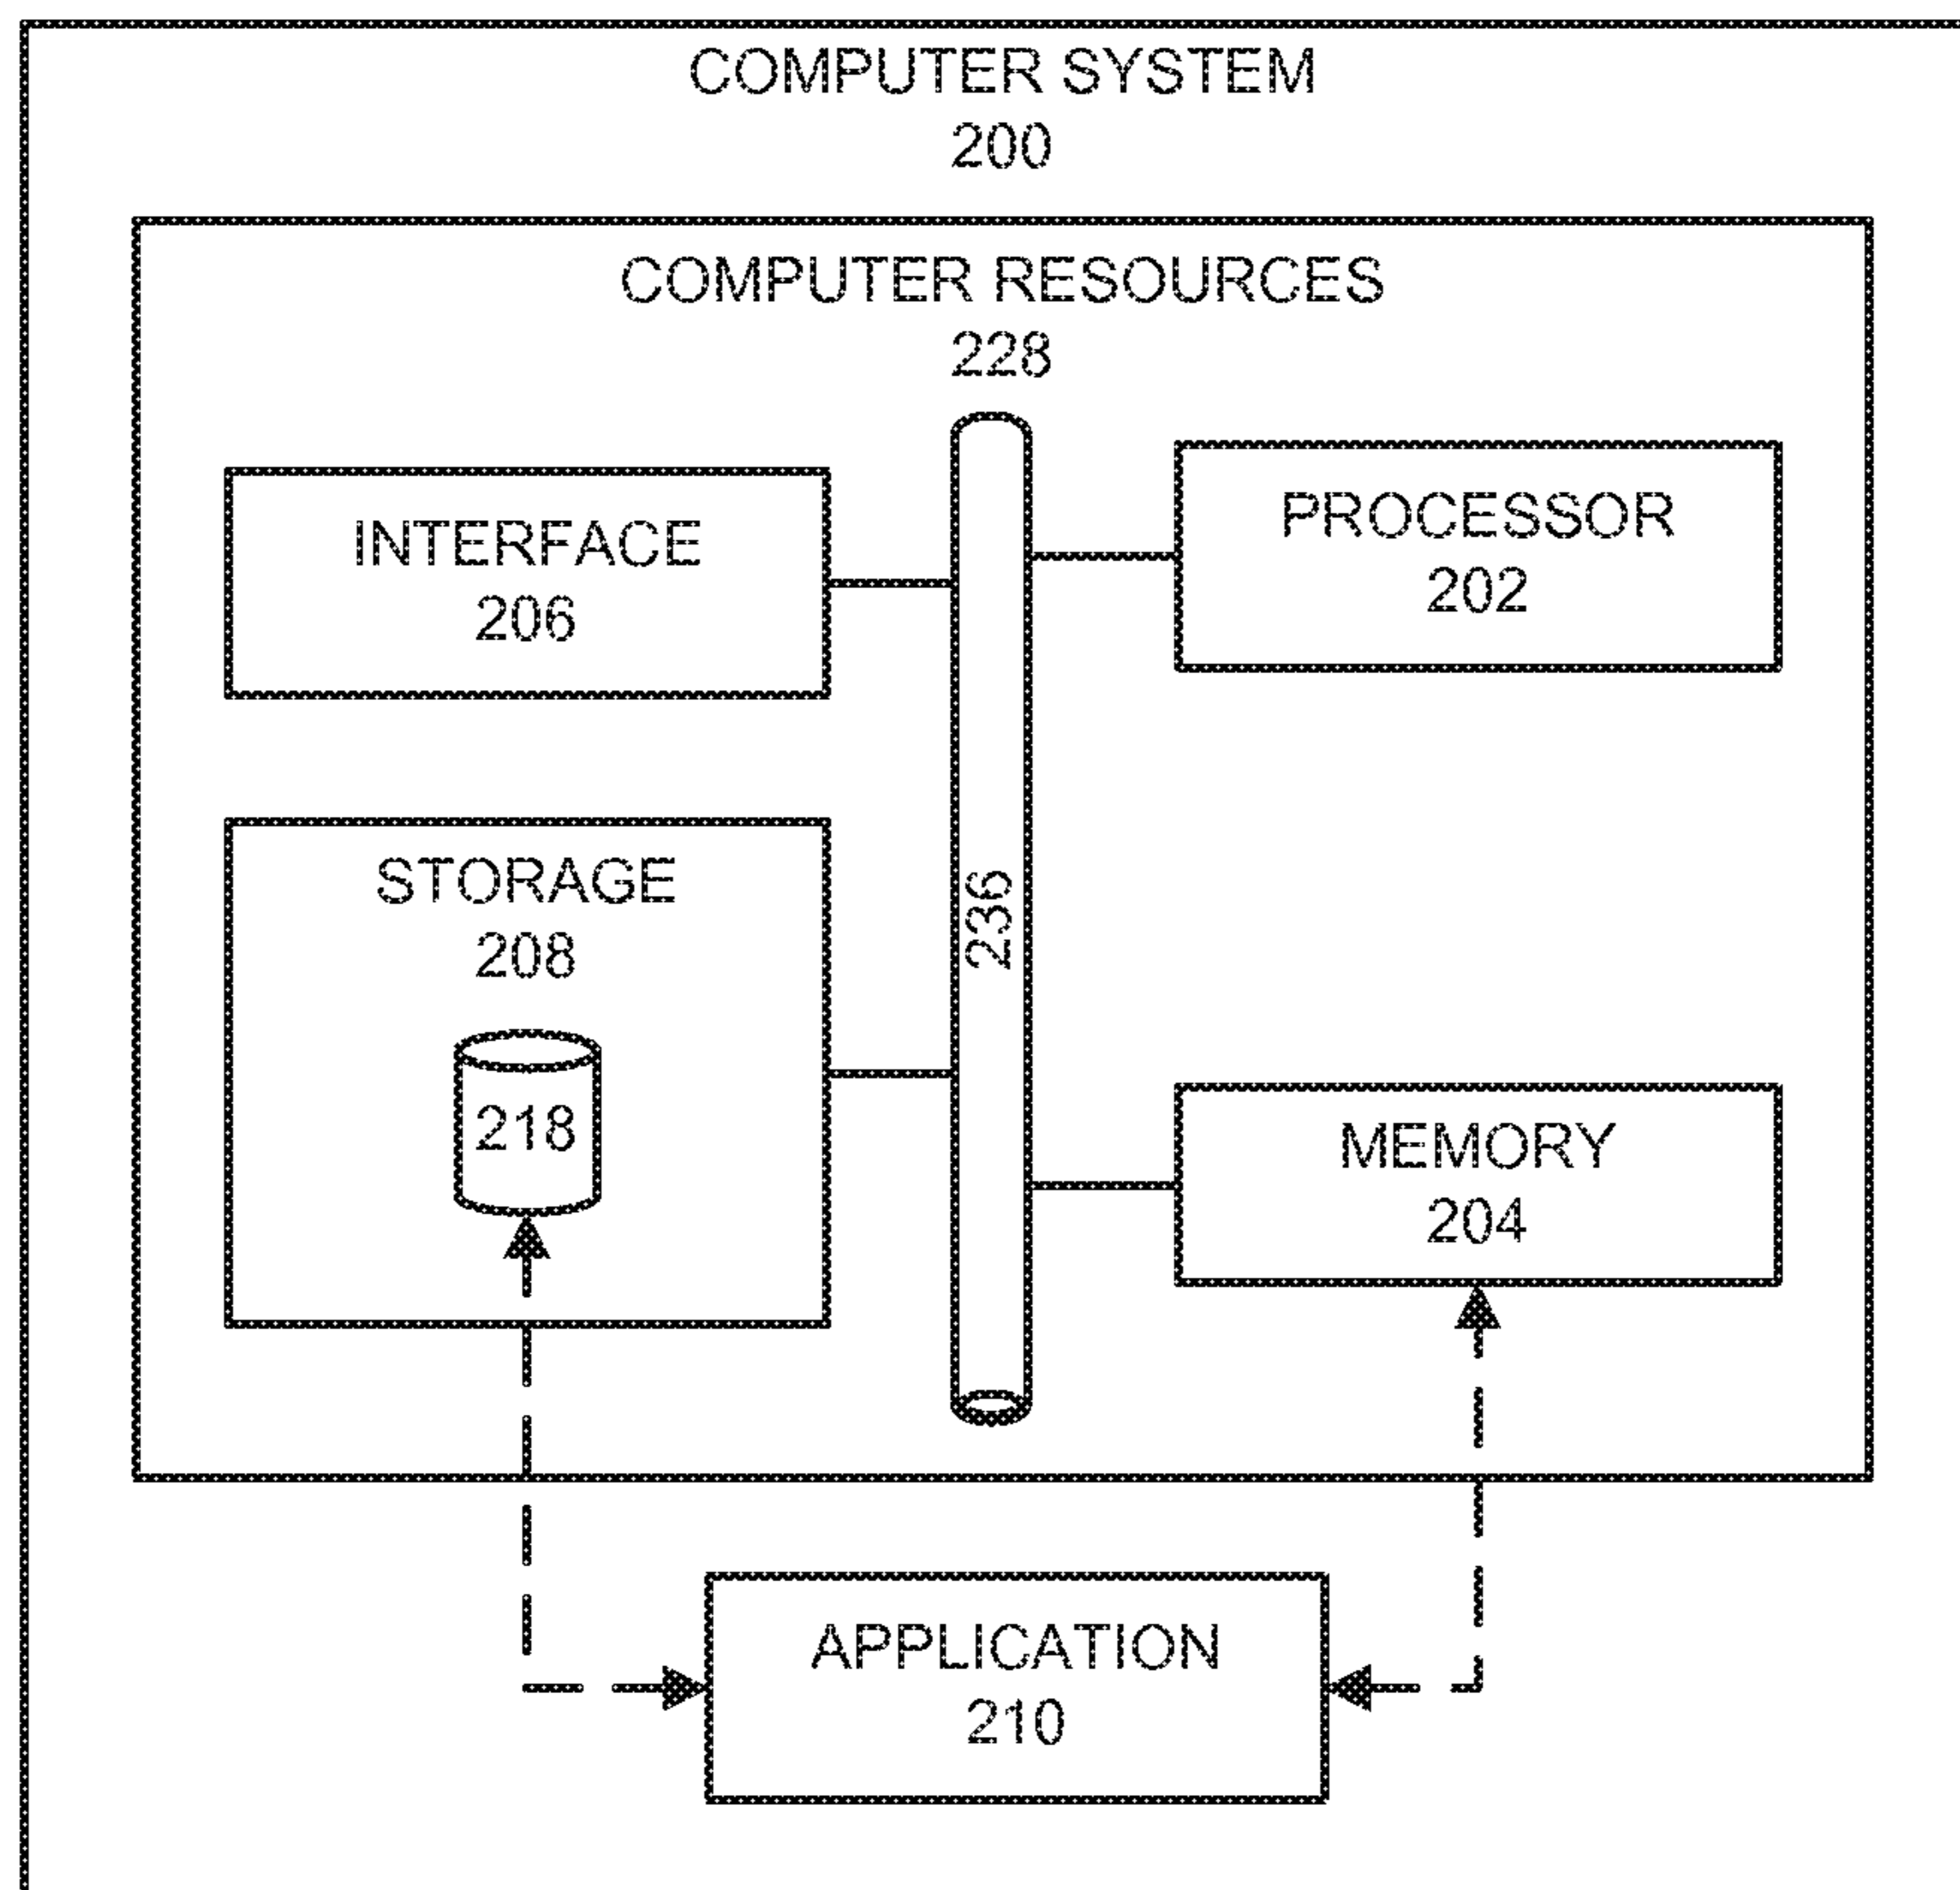 COMPUTER SYSTEM
200
COMPUTER RESOURCES
228
INTERFACE
206
PROCESSOR
202
STORAGE
208
218
236
MEMORY
204
APPLICATION
210